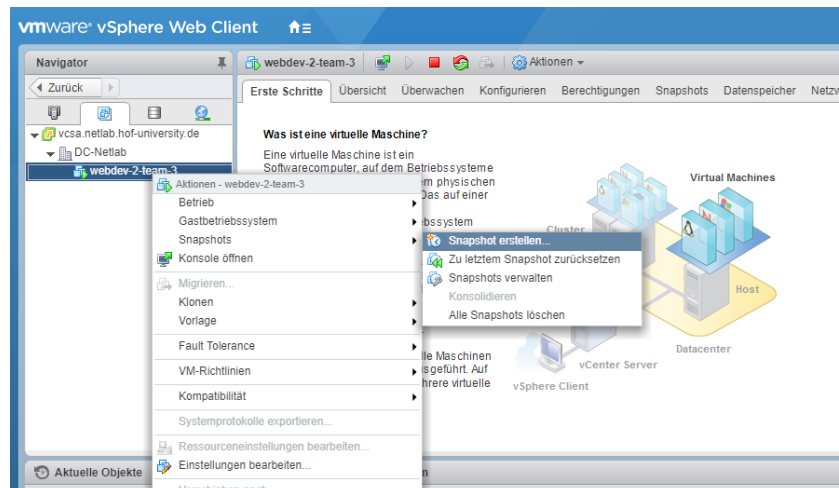 vmware® vSphere Web Client
Navigator
Zurück
vcsa.netlab.hof-university.de
DC-Netlab
webdev-2-team-3
webdev-2-team-3 Aktionen
Erste Schritte Übersicht Überwachen Konfigurieren Berechtigungen Snapshots Datenspeicher
Was ist eine virtuelle Maschine?
Eine virtuelle Maschine ist ein
Softwarecomputer, auf dem Betriebssysteme
em physischen
Das auf einer
ebssystem
lle Maschinen
sgeführt. Auf
hrere virtuelle
Virtual Machines
Cluster
Host
Datacenter
vCenter Server
vSphere Client
Aktionen - webdev-2-team-3
Betrieb
Gastbetriebssystem
Snapshots
Konsole öffnen
Migrieren...
Klonen
Vorlage
Fault Tolerance
VM-Richtlinien
Kompatibilität
Systemprotokolle exportieren...
Ressourceneinstellungen bearbeiten...
Einstellungen bearbeiten...
Snapshot erstellen...
Zu letztem Snapshot zurücksetzen
Snapshots verwalten
Konsolidieren
Alle Snapshots löschen
Aktuelle Objekte